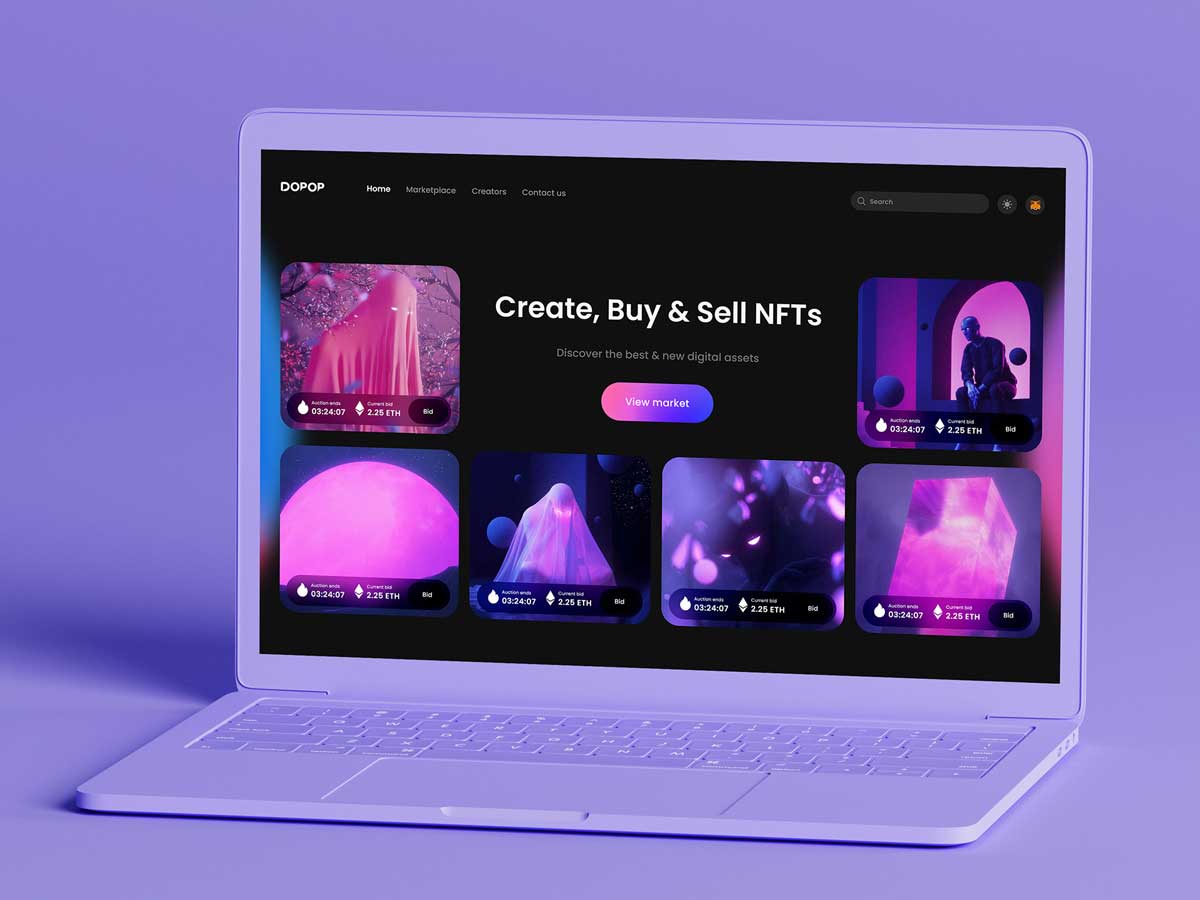 DOPOP
Home Marketplace Creators Contact us
Search
Create, Buy & Sell NFTs
Discover the best & new digital assets
View market
Auction ends Current bid
03:24:07 2.25 ETH Bid
Auction ends Current bid
03:24:07 2.25 ETH Bid
Auction ends Current bid
03:24:07 2.25 ETH Bid
Auction ends Current bid
03:24:07 2.25 ETH Bid
Auction ends Current bid
03:24:07 2.25 ETH Bid
Auction ends Current bid
03:24:07 2.25 ETH Bid